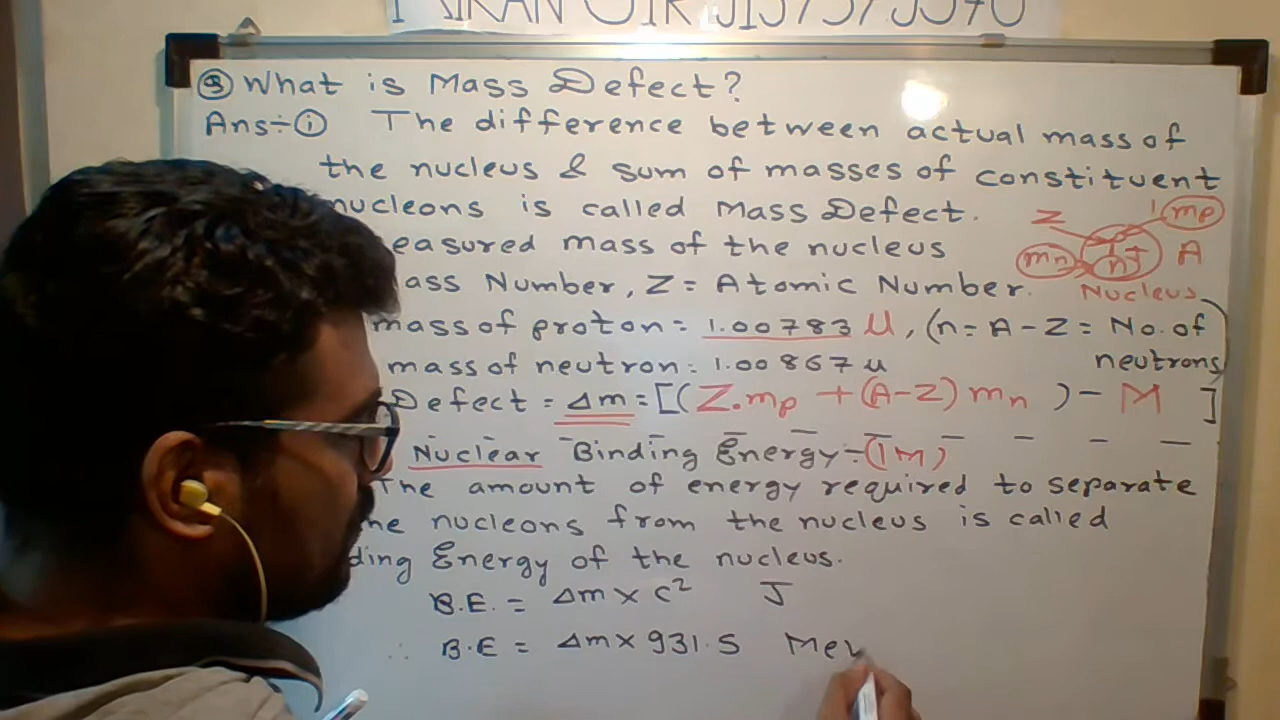 ③ What is Mass Defect?
Ans÷ⓘ The difference between actual mass of
the nucleus & sum of masses of constituent
nucleons is called Mass Defect.
easured mass of the nucleus
ass Number, Z = Atomic Number.
Z mp
mn n + A
Nucleus
mass of proton = 1.00783 U, (n = A - Z = No. of
neutrons)
mass of neutron = 1.00867 u
Defect = Δm = [(Z.mp + (A-Z) mn ) - M ]
Nuclear Binding Energy÷(1M)
The amount of energy required to separate
he nucleons from the nucleus is called
ding Energy of the nucleus.
B.E. = Δm × c² J
∴ B.E = Δm × 931.5 Mev